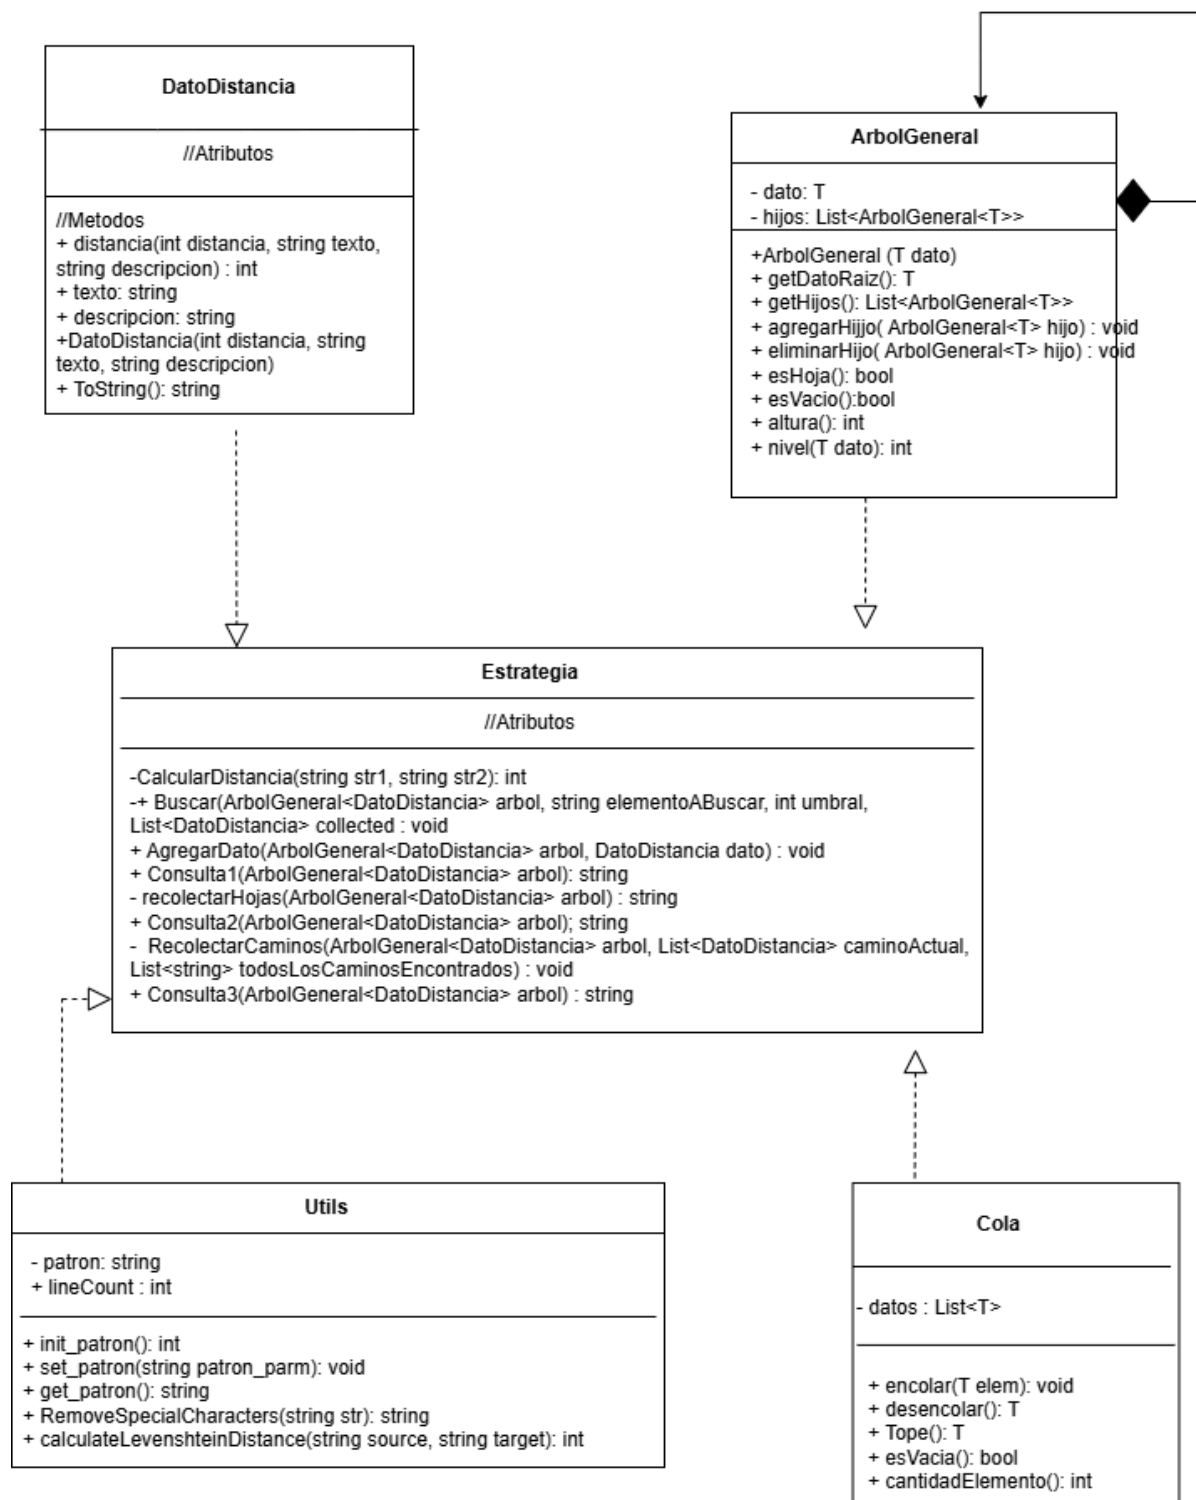 DatoDistancia
//Atributos
//Metodos
+ distancia(int distancia, string texto,
string descripcion) : int
+ texto: string
+ descripcion: string
+DatoDistancia(int distancia, string
texto, string descripcion)
+ ToString(): string
ArbolGeneral
- dato: T
- hijos: List<ArbolGeneral<T>>
+ArbolGeneral (T dato)
+ getDatoRaiz(): T
+ getHijos(): List<ArbolGeneral<T>>
+ agregarHijjo( ArbolGeneral<T> hijo) : void
+ eliminarHijo( ArbolGeneral<T> hijo) : void
+ esHoja(): bool
+ esVacio():bool
+ altura(): int
+ nivel(T dato): int
Estrategia
//Atributos
-CalcularDistancia(string str1, string str2): int
-+ Buscar(ArbolGeneral<DatoDistancia> arbol, string elementoABuscar, int umbral,
List<DatoDistancia> collected : void
+ AgregarDato(ArbolGeneral<DatoDistancia> arbol, DatoDistancia dato) : void
+ Consulta1(ArbolGeneral<DatoDistancia> arbol): string
- recolectarHojas(ArbolGeneral<DatoDistancia> arbol) : string
+ Consulta2(ArbolGeneral<DatoDistancia> arbol); string
- RecolectarCaminos(ArbolGeneral<DatoDistancia> arbol, List<DatoDistancia> caminoActual,
List<string> todosLosCaminosEncontrados) : void
+ Consulta3(ArbolGeneral<DatoDistancia> arbol) : string
Utils
- patron: string
+ lineCount : int
+ init_patron(): int
+ set_patron(string patron_parm): void
+ get_patron(): string
+ RemoveSpecialCharacters(string str): string
+ calculateLevenshteinDistance(string source, string target): int
Cola
- datos : List<T>
+ encolar(T elem): void
+ desencolar(): T
+ Tope(): T
+ esVacia(): bool
+ cantidadElemento(): int